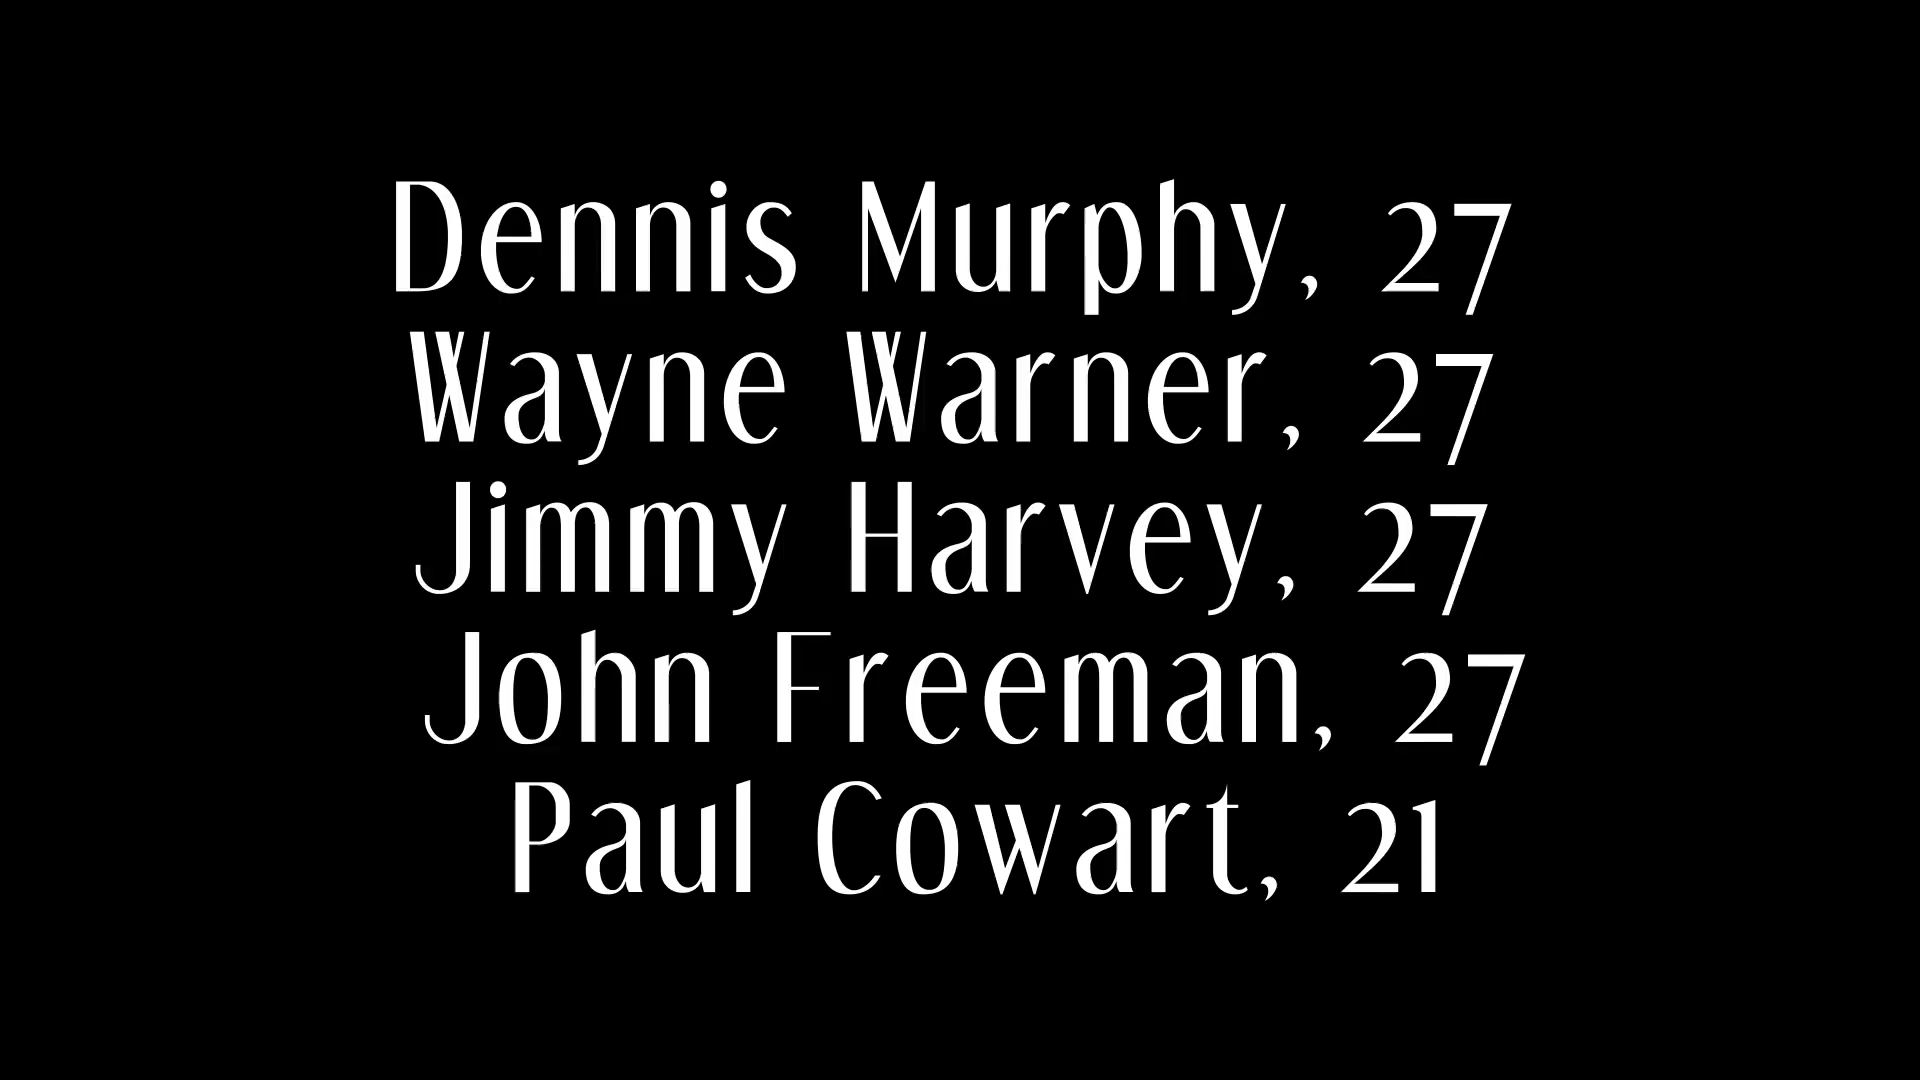 Dennis Murphy, 27
Wayne Warner, 27
Jimmy Harvey, 27
John Freeman, 27
Paul Cowart, 21